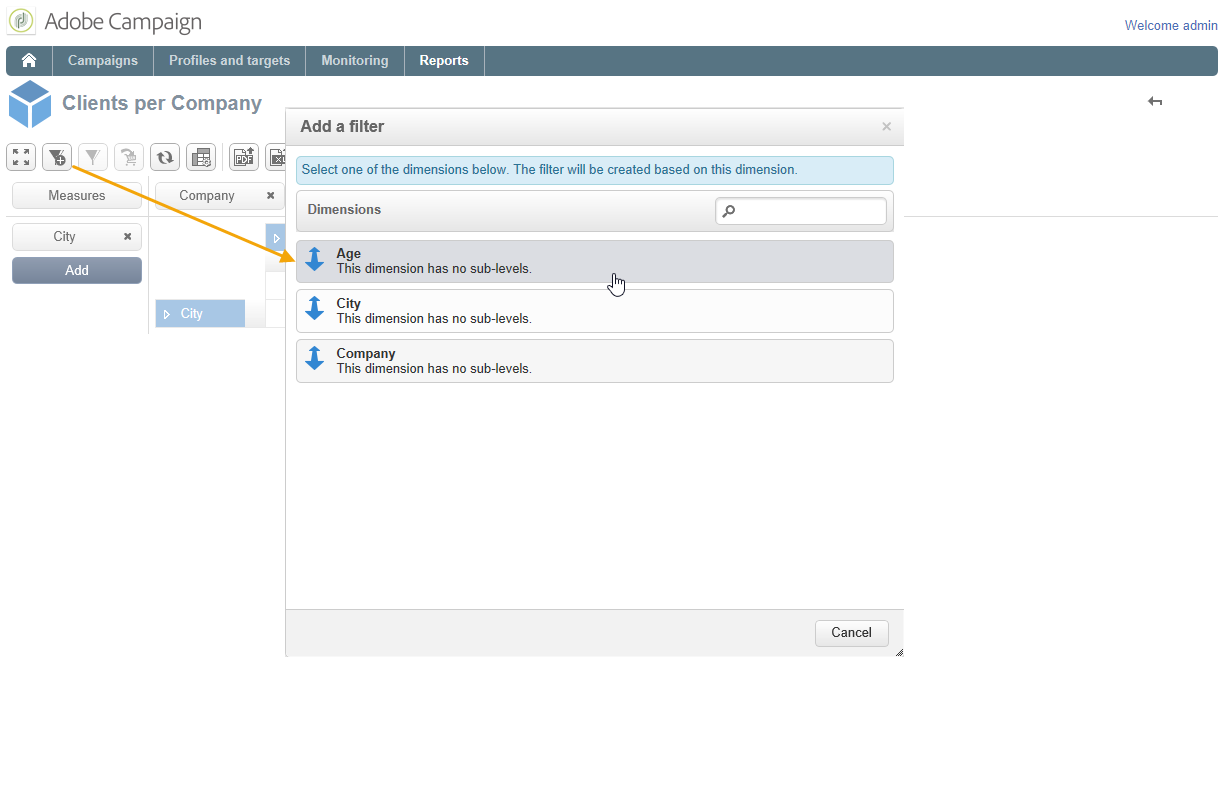 Adobe Campaign
Welcome admin
Campaigns
Profiles and targets
Monitoring
Reports
Clients per Company
Add a filter
PDF
Select one of the dimensions below. The filter will be created based on this dimension.
Measures
Company
Dimensions
City
Add
Age
This dimension has no sub-levels.
City
This dimension has no sub-levels.
City
Company
This dimension has no sub-levels.
Cancel